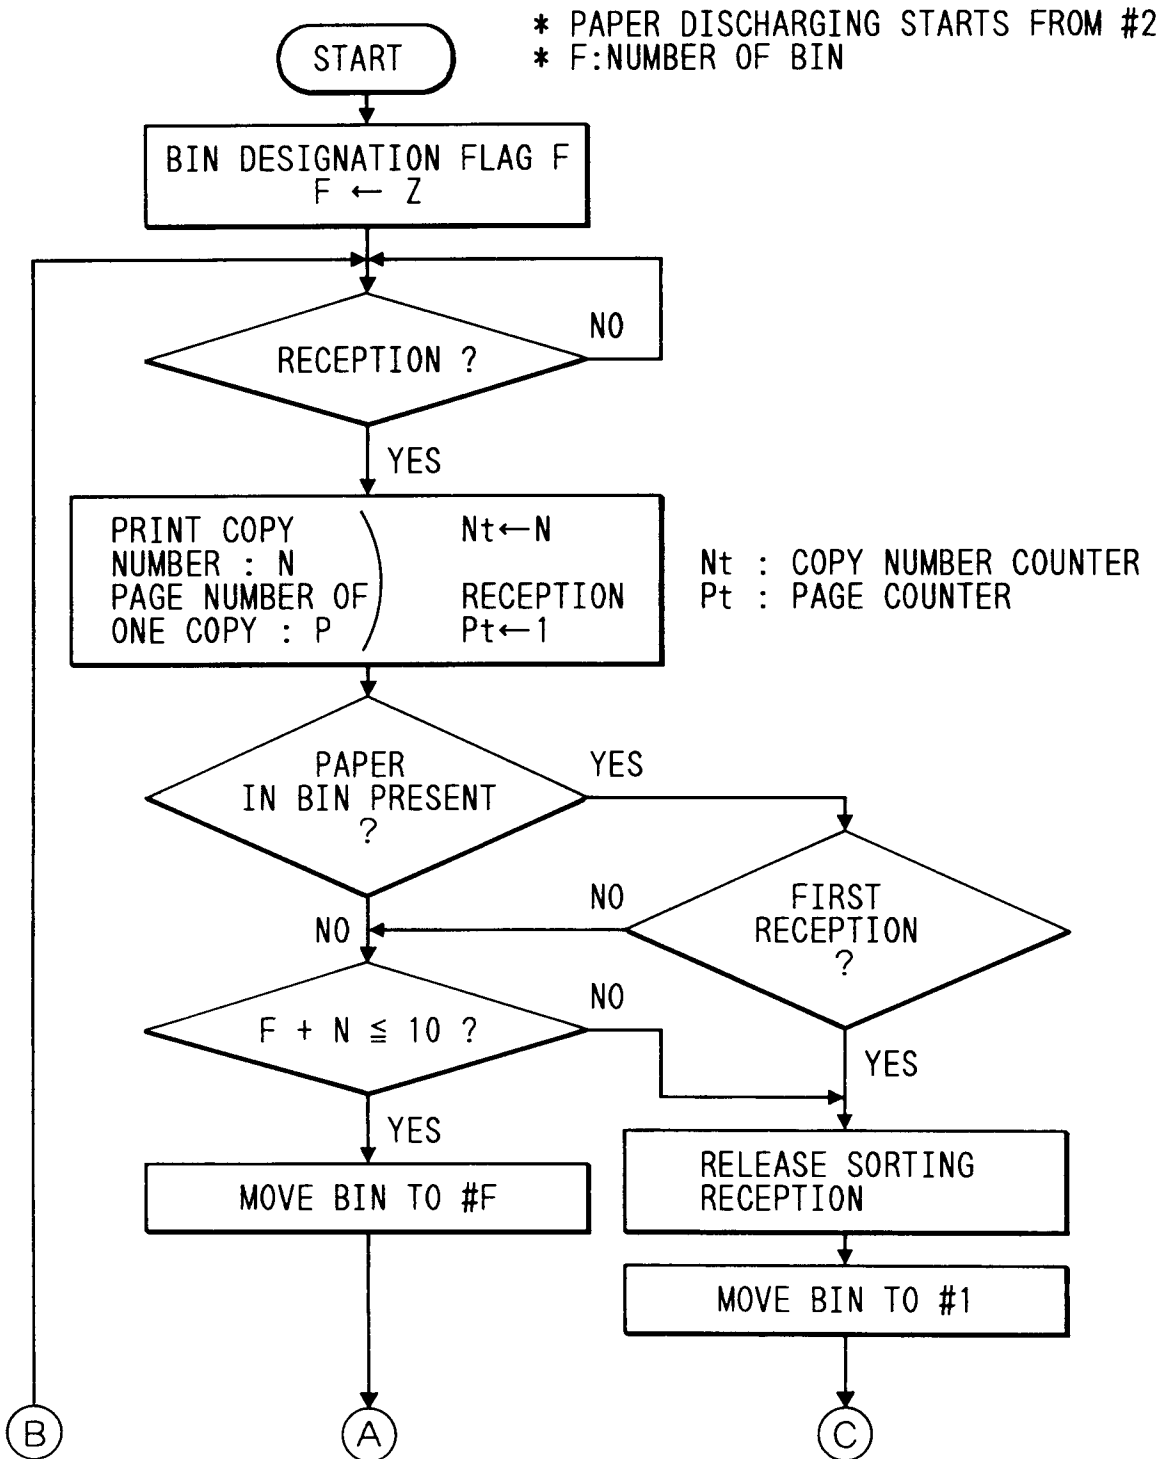 * PAPER DISCHARGING STARTS FROM #2
* F:NUMBER OF BIN
START
BIN DESIGNATION FLAG F
F ← Z
RECEPTION ?
NO
YES
PRINT COPY
NUMBER : N
PAGE NUMBER OF
ONE COPY : P
Nt←N
RECEPTION
Pt←1
Nt : COPY NUMBER COUNTER
Pt : PAGE COUNTER
PAPER
IN BIN PRESENT
?
YES
NO
FIRST
RECEPTION
?
NO
YES
F + N ≦ 10 ?
NO
YES
MOVE BIN TO #F
RELEASE SORTING
RECEPTION
MOVE BIN TO #1
B
A
C